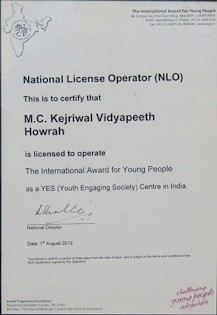 The International Award For Young People
National License Operator (NLO)
This is to certify that
M.C. Kejriwal Vidyapeeth
Howrah
is licensed to operate
The International Award for Young People
as a YES (Youth Engaging Society) Centre in India.
National Director
Date: 1st August 2012
challenging
young people
everywhere